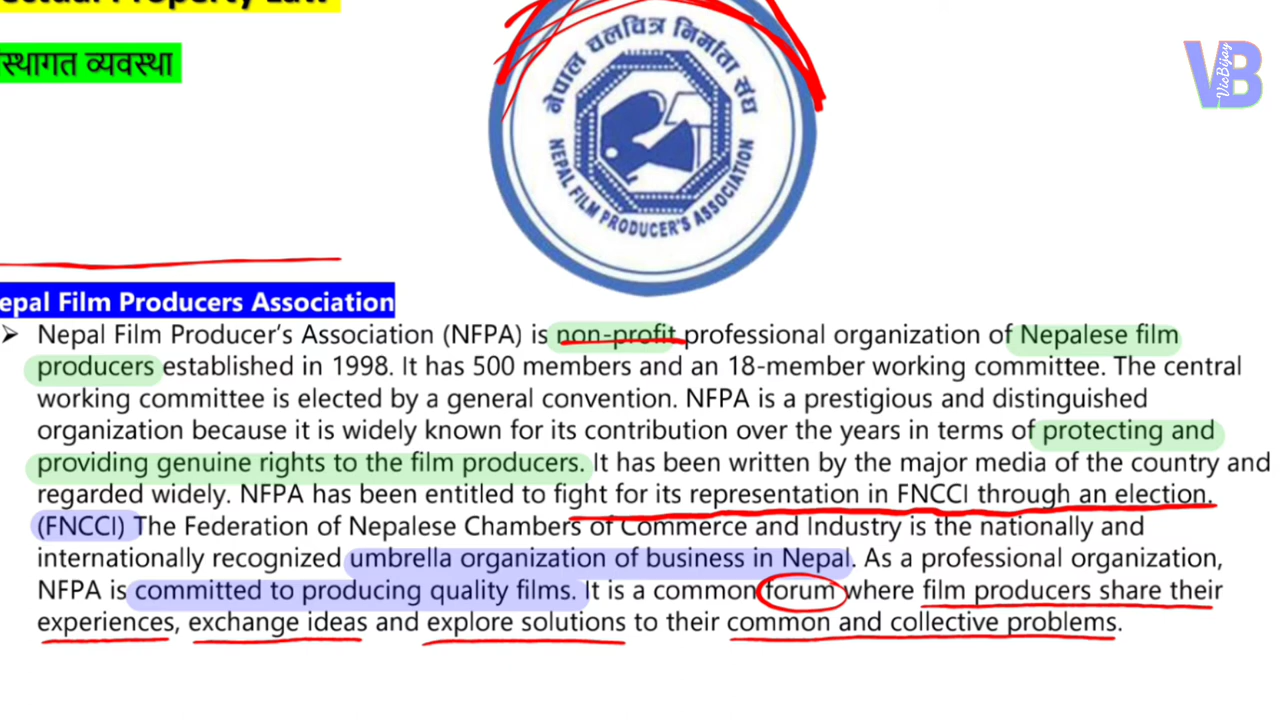 ectual Property Law
स्थागत व्यवस्था
नेपाल चलचित्र निर्माता संघ
NEPAL FILM PRODUCER'S ASSOCIATION
VB
VicBijay
epal Film Producers Association
➢ Nepal Film Producer's Association (NFPA) is non-profit professional organization of Nepalese film
producers established in 1998. It has 500 members and an 18-member working committee. The central
working committee is elected by a general convention. NFPA is a prestigious and distinguished
organization because it is widely known for its contribution over the years in terms of protecting and
providing genuine rights to the film producers. It has been written by the major media of the country and
regarded widely. NFPA has been entitled to fight for its representation in FNCCI through an election.
(FNCCI) The Federation of Nepalese Chambers of Commerce and Industry is the nationally and
internationally recognized umbrella organization of business in Nepal. As a professional organization,
NFPA is committed to producing quality films. It is a common forum where film producers share their
experiences, exchange ideas and explore solutions to their common and collective problems.